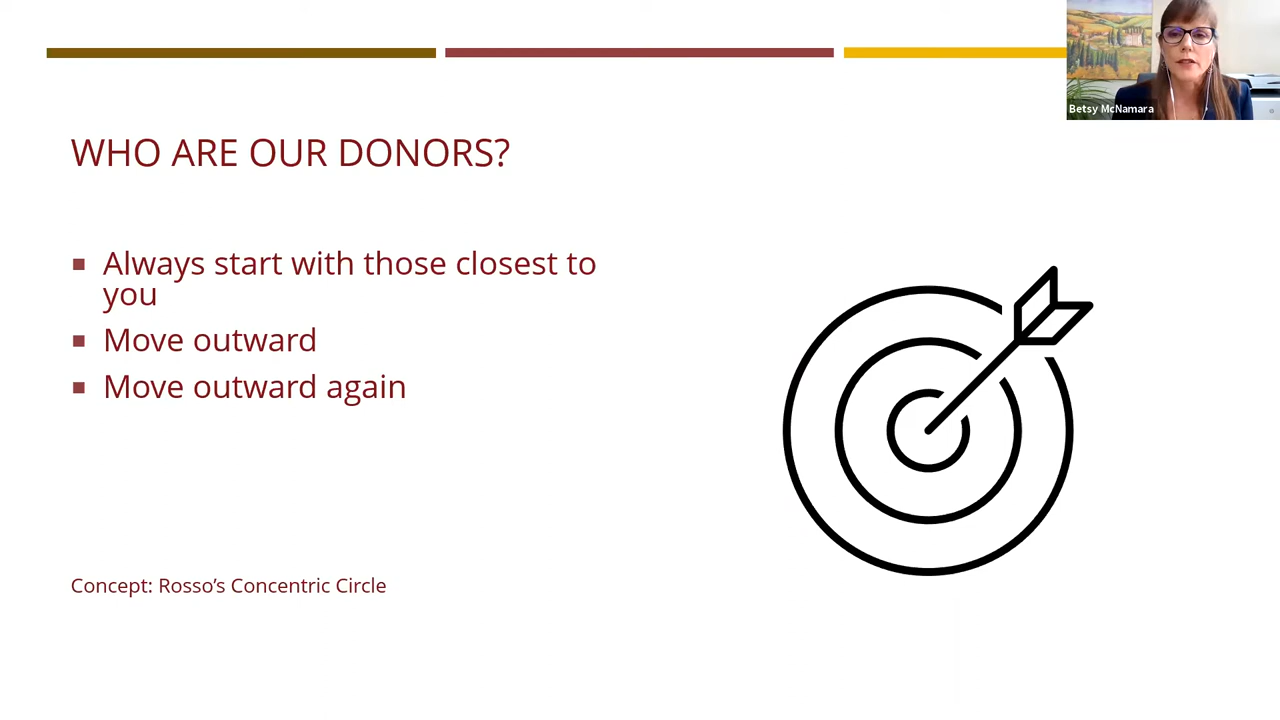 Betsy McNamara
WHO ARE OUR DONORS?
Always start with those closest to
you
Move outward
Move outward again
Concept: Rosso’s Concentric Circle